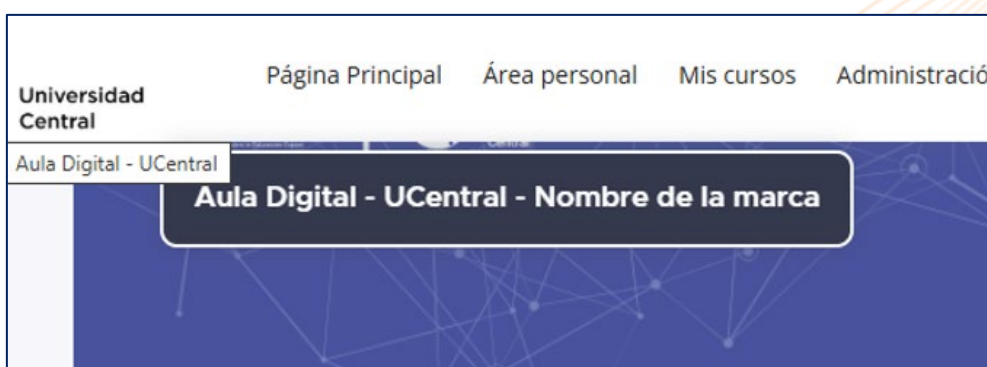 Página Principal Área personal Mis cursos Administració
Universidad
Central
Aula Digital - UCentral
Central
Aula Digital - UCentral - Nombre de la marca